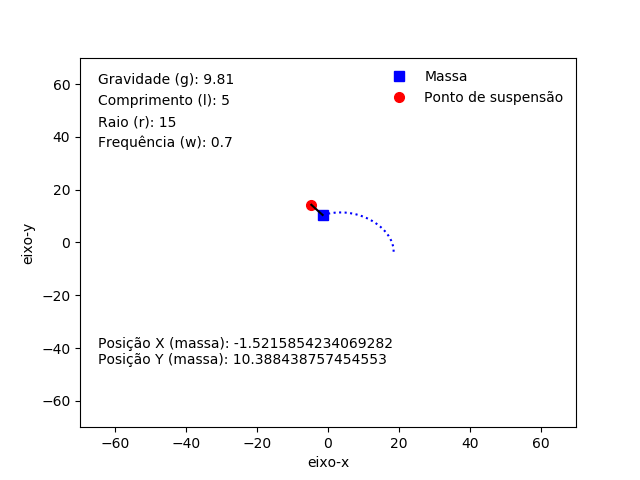 Gravidade (g): 9.81
Comprimento (l): 5
Raio (r): 15
Frequência (w): 0.7
Massa
Ponto de suspensão
Posição X (massa): -1.5215854234069282
Posição Y (massa): 10.388438757454553
60
40
20
0
−20
−40
−60
eixo-y
−60
−40
−20
0
20
40
60
eixo-x